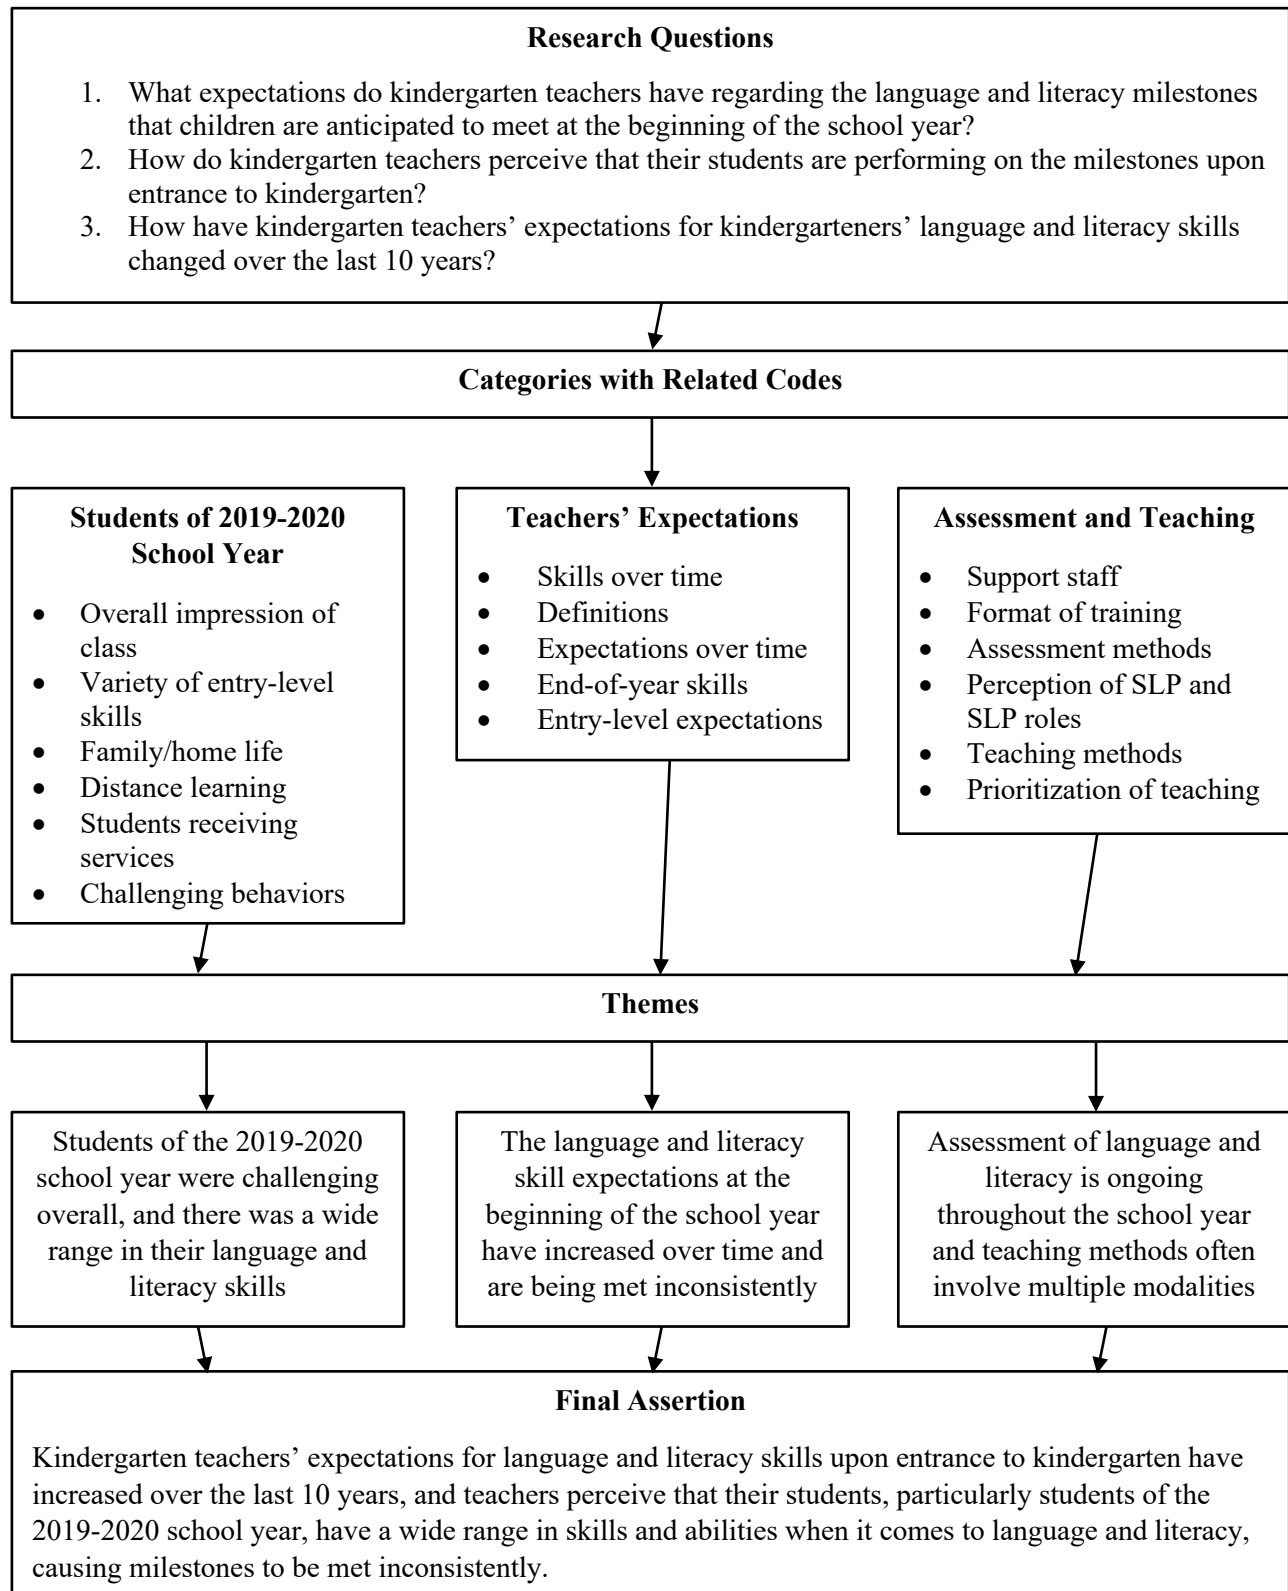 Research Questions
1. What expectations do kindergarten teachers have regarding the language and literacy milestones
that children are anticipated to meet at the beginning of the school year?
2. How do kindergarten teachers perceive that their students are performing on the milestones upon
entrance to kindergarten?
3. How have kindergarten teachers’ expectations for kindergarteners’ language and literacy skills
changed over the last 10 years?
Categories with Related Codes
Students of 2019-2020
School Year
• Overall impression of
class
• Variety of entry-level
skills
• Family/home life
• Distance learning
• Students receiving
services
• Challenging behaviors
Teachers’ Expectations
• Skills over time
• Definitions
• Expectations over time
• End-of-year skills
• Entry-level expectations
Assessment and Teaching
• Support staff
• Format of training
• Assessment methods
• Perception of SLP and
SLP roles
• Teaching methods
• Prioritization of teaching
Themes
Students of the 2019-2020
school year were challenging
overall, and there was a wide
range in their language and
literacy skills
The language and literacy
skill expectations at the
beginning of the school year
have increased over time and
are being met inconsistently
Assessment of language and
literacy is ongoing
throughout the school year
and teaching methods often
involve multiple modalities
Final Assertion
Kindergarten teachers’ expectations for language and literacy skills upon entrance to kindergarten have
increased over the last 10 years, and teachers perceive that their students, particularly students of the
2019-2020 school year, have a wide range in skills and abilities when it comes to language and literacy,
causing milestones to be met inconsistently.